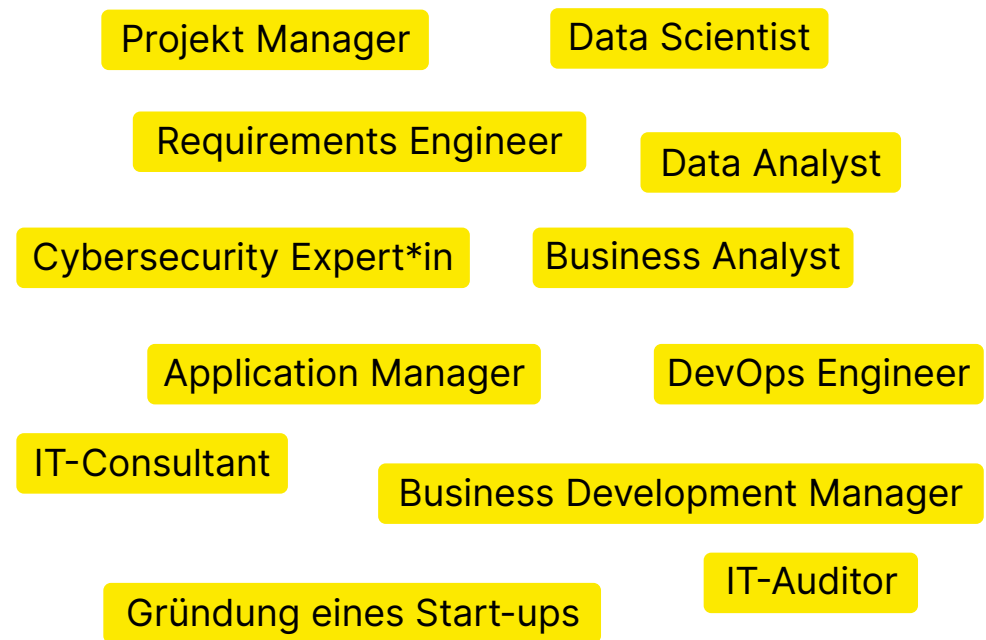 Projekt Manager
Data Scientist
Requirements Engineer
Data Analyst
Cybersecurity Expert*in
Business Analyst
Application Manager
DevOps Engineer
IT-Consultant
Business Development Manager
IT-Auditor
Gründung eines Start-ups